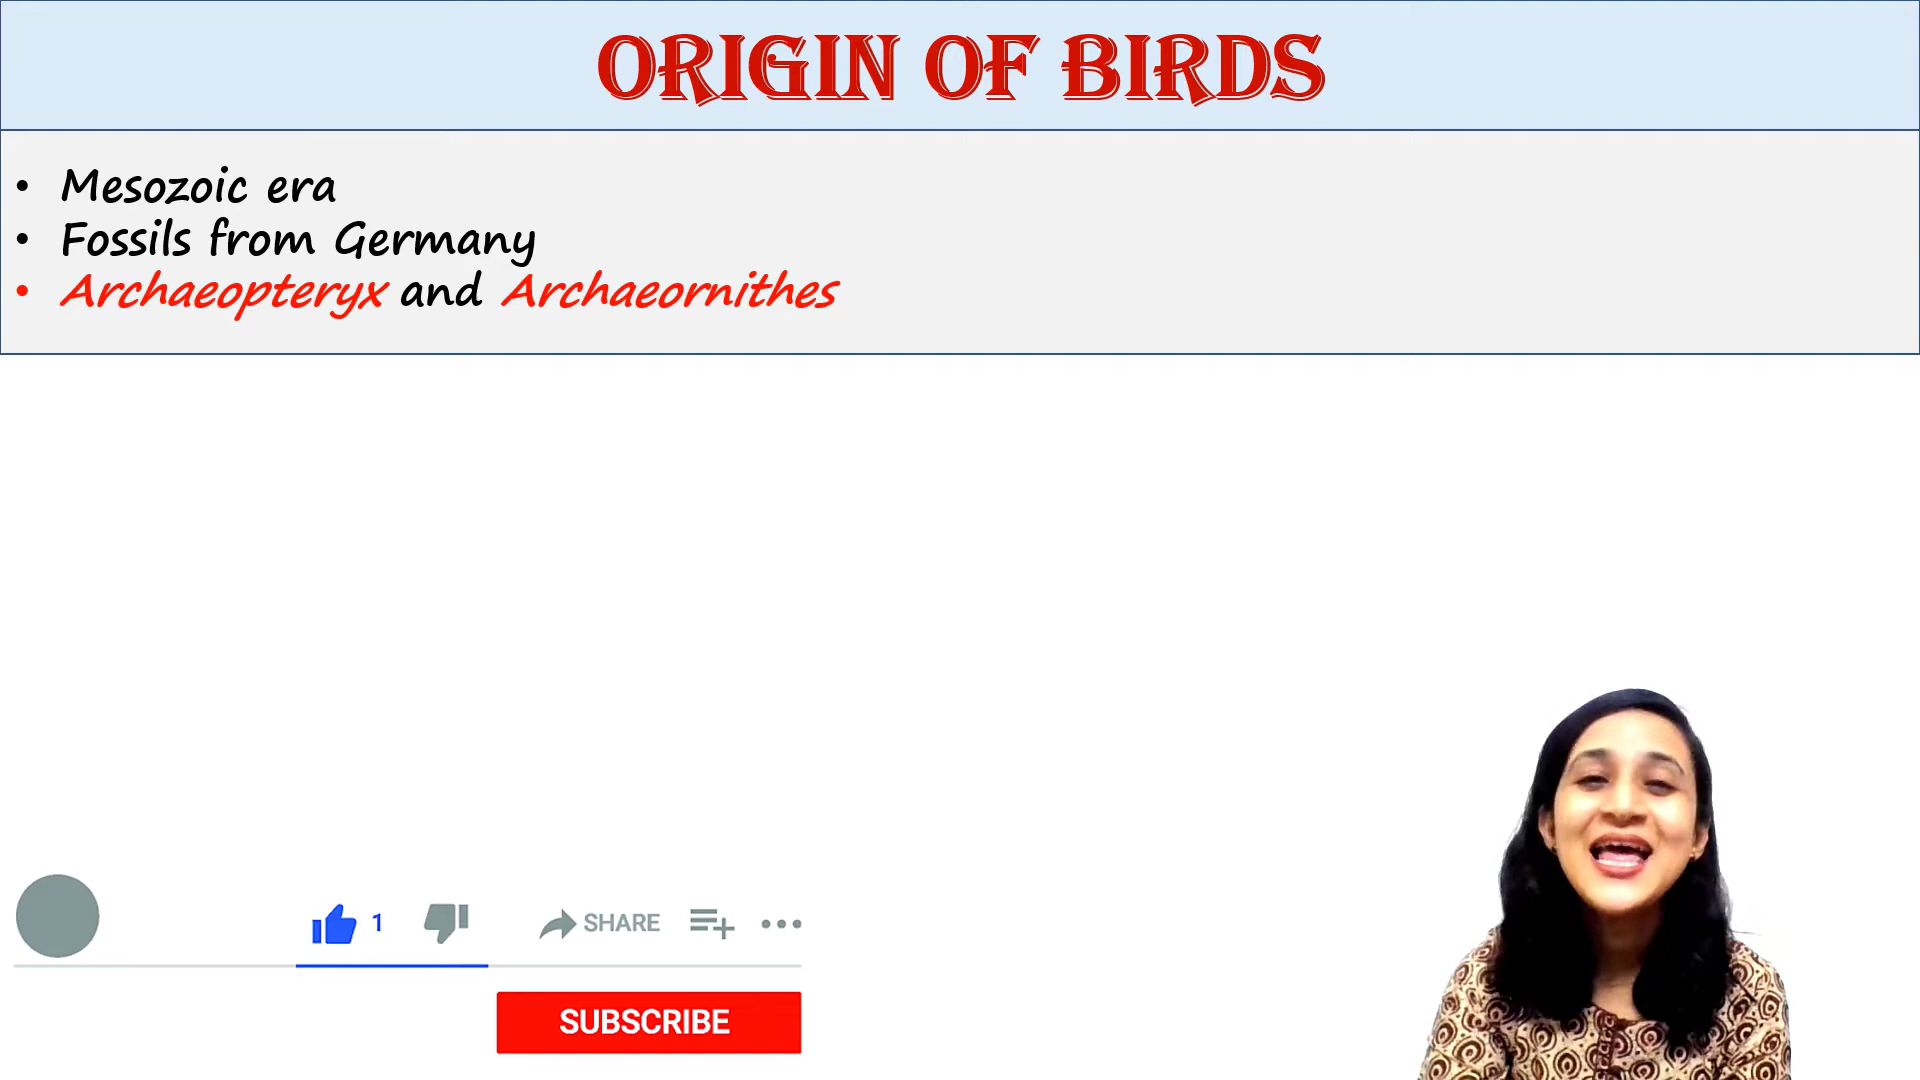 ORIGIN OF BIRDS
• Mesozoic era
• Fossils from Germany
• Archaeopteryx and Archaeornithes
1 SHARE
SUBSCRIBE